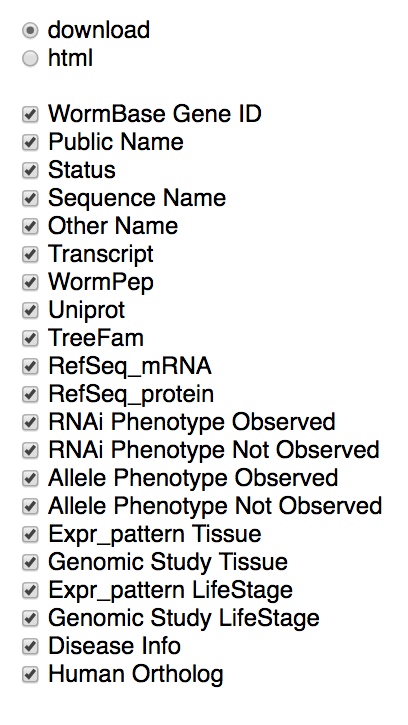 download
html
WormBase Gene ID
Public Name
Status
Sequence Name
Other Name
Transcript
WormPep
Uniprot
TreeFam
RefSeq_mRNA
RefSeq_protein
RNAi Phenotype Observed
RNAi Phenotype Not Observed
Allele Phenotype Observed
Allele Phenotype Not Observed
Expr_pattern Tissue
Genomic Study Tissue
Expr_pattern LifeStage
Genomic Study LifeStage
Disease Info
Human Ortholog